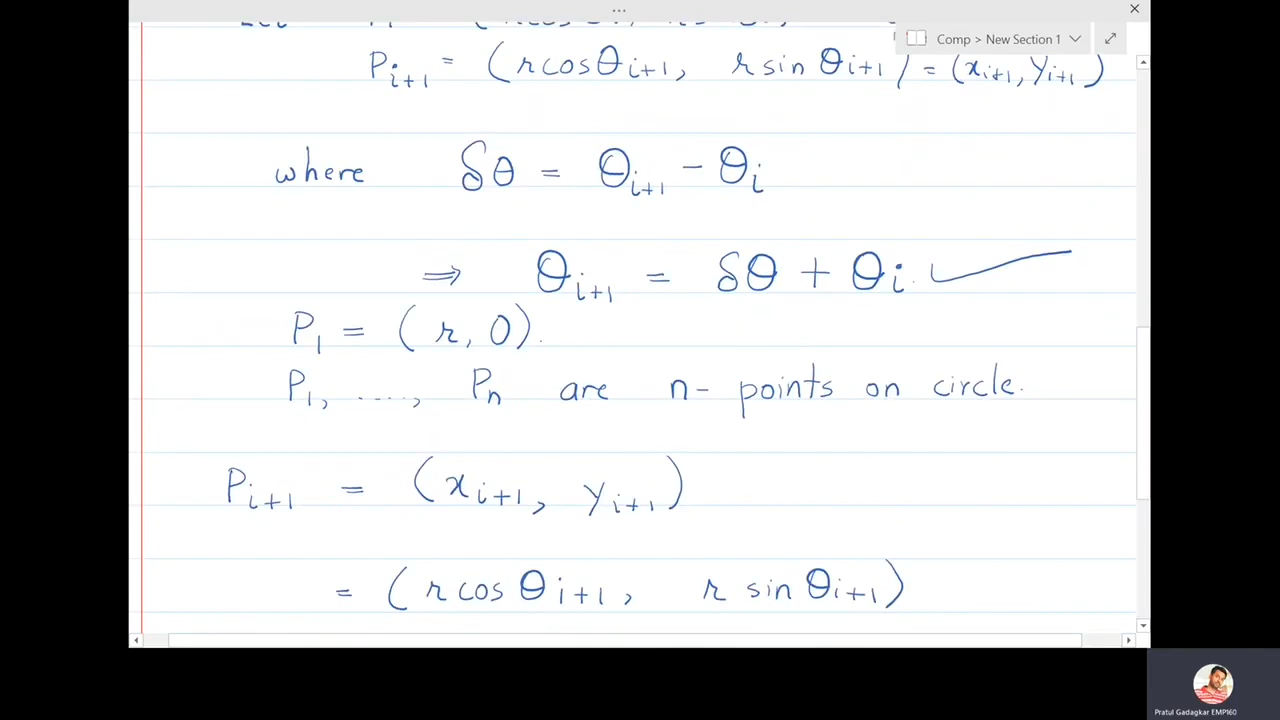 Comp > New Section 1
P_{i+1} = (r cos θ_{i+1}, r sin θ_{i+1}) = (x_{i+1}, y_{i+1})
where δθ = θ_{i+1} - θ_i
⇒ θ_{i+1} = δθ + θ_i
P_1 = (r, 0).
P_1, ...., P_n are n- points on circle.
P_{i+1} = (x_{i+1}, y_{i+1})
= (r cos θ_{i+1}, r sin θ_{i+1})
Pratul Gadagkar EMP160